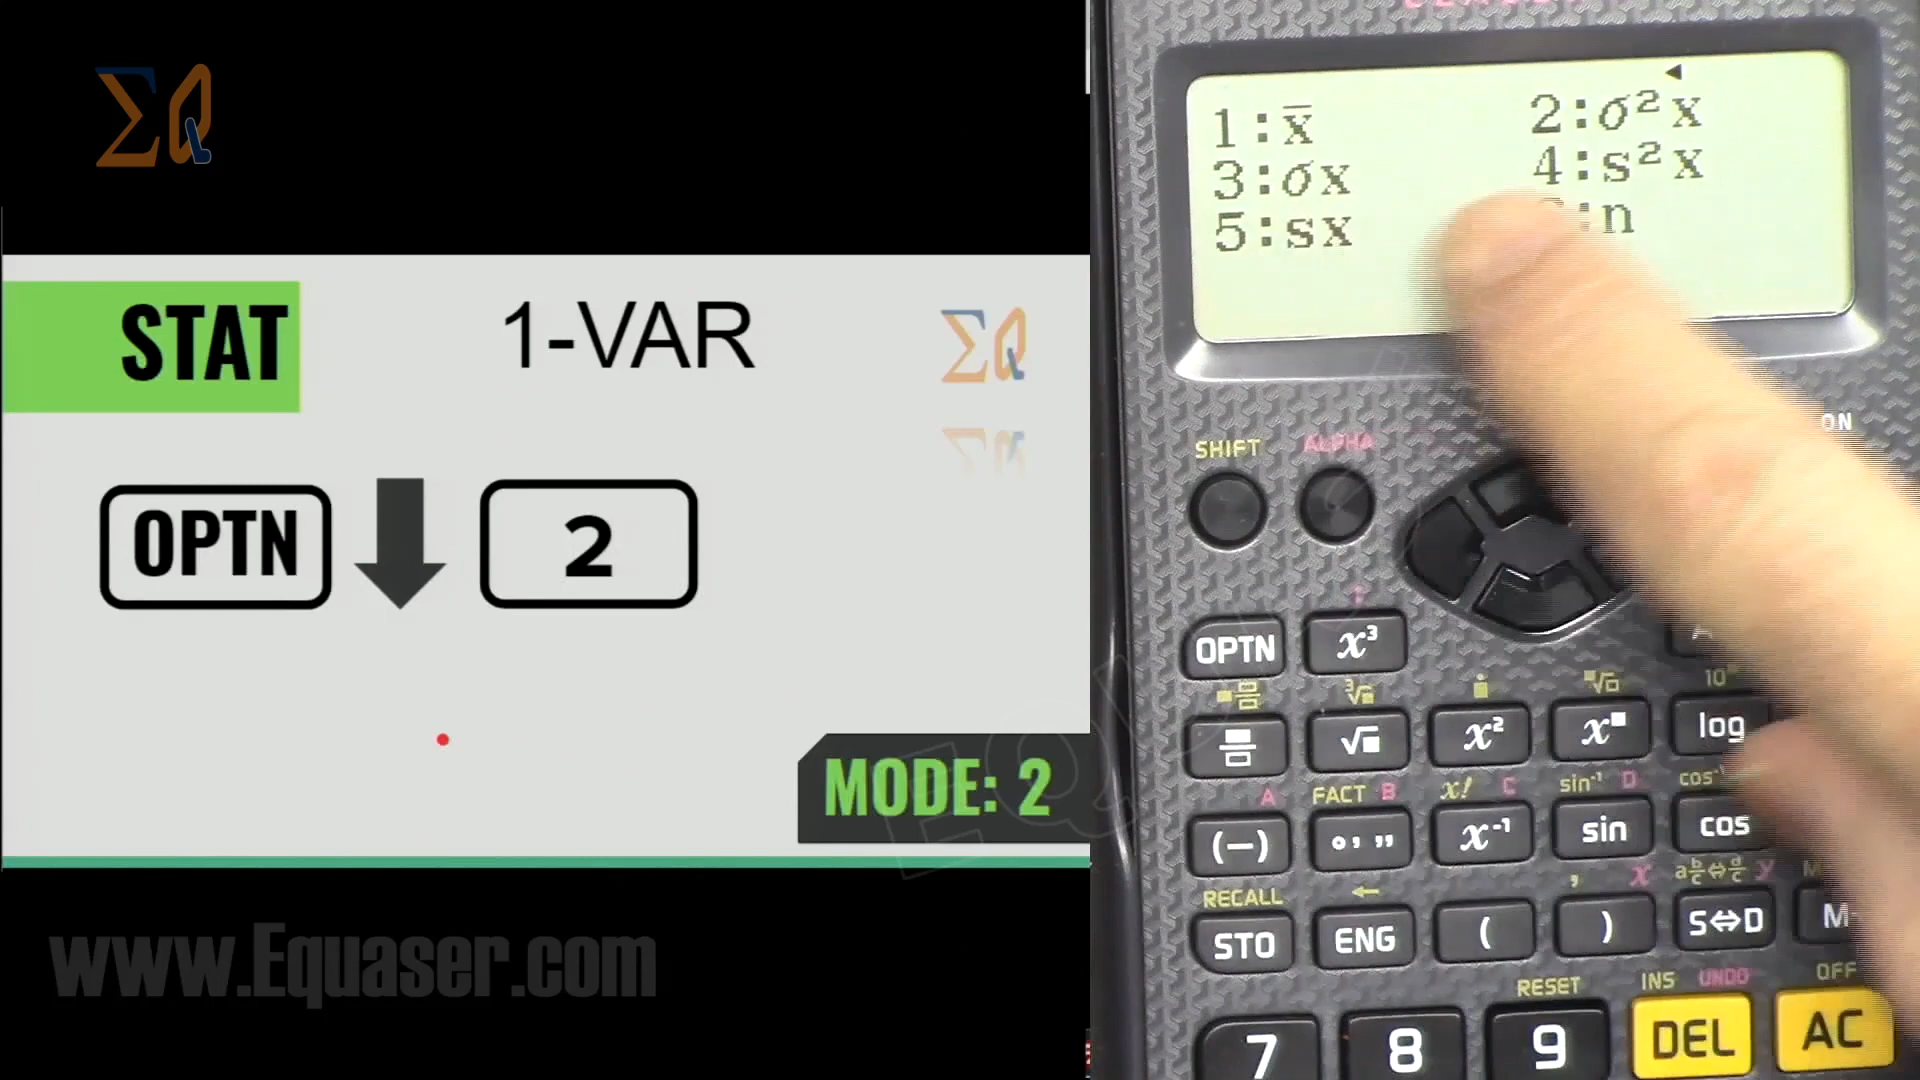 ΣQ
STAT 1-VAR ΣQ
OPTN 2
MODE: 2
www.Equaser.com
1:x̄ 2:σ²x
3:σx 4:s²x
5:sx :n
SHIFT ALPHA ON
OPTN x³
log
(—) FACT B x! C sin⁻¹ D cos⁻¹
A
° ’ ” x⁻¹ sin cos
√ x² x
RECALL ← , x a b/c⇔d/c y M
STO ENG ( ) S⇔D M
RESET INS UNDO OFF
7 8 9 DEL AC